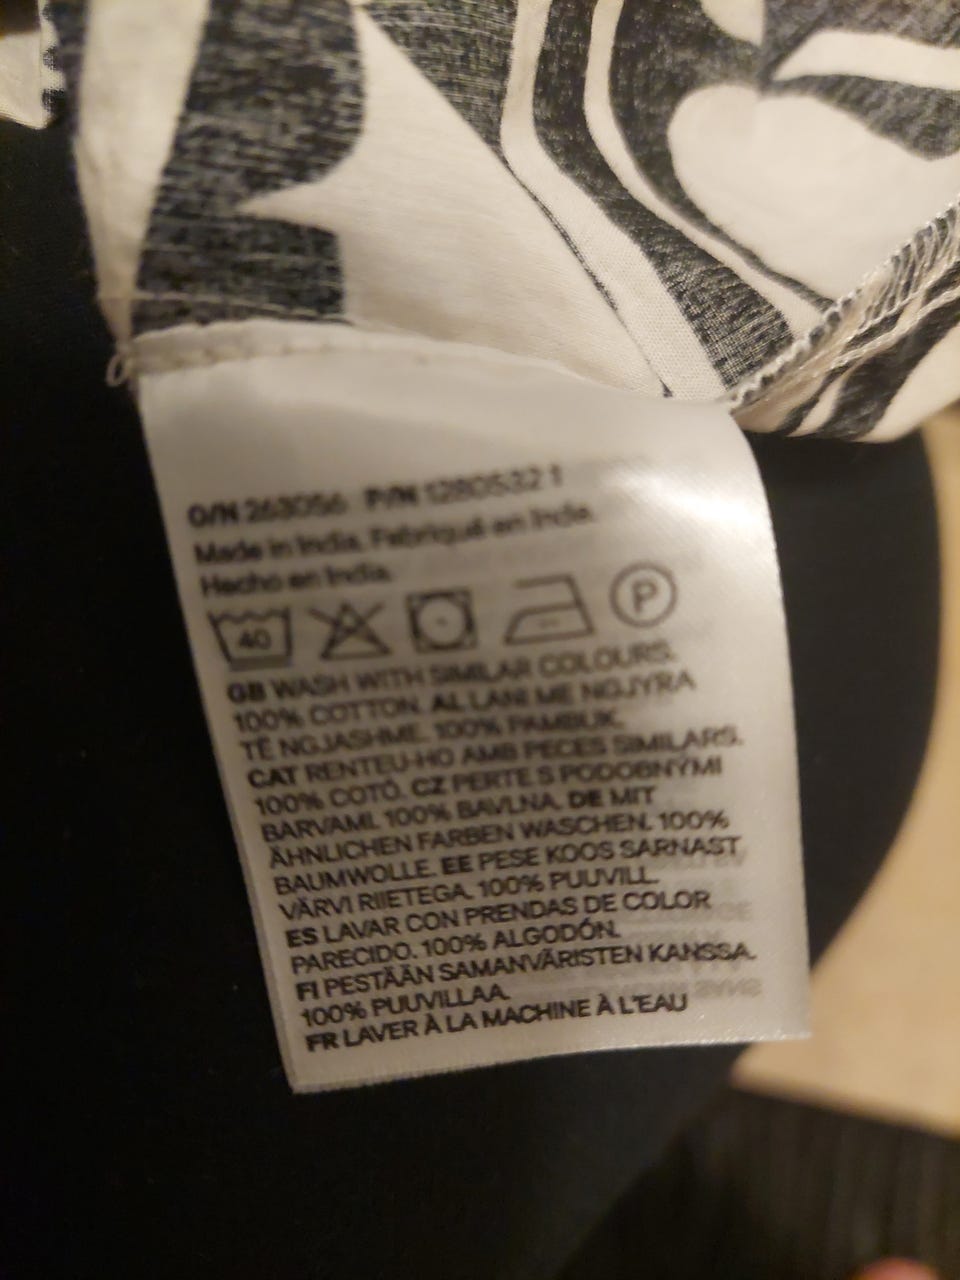 O/N 263056 P/N 1280532 1
Made in India. Fabriqué en Inde.
Hecho en India.
40 P
GB WASH WITH SIMILAR COLOURS.
100% COTTON. AL LANI ME NGJYRA
TË NGJASHME. 100% PAMBUK.
CAT RENTEU-HO AMB PECES SIMILARS.
100% COTÓ. CZ PERTE S PODOBNÝMI
BARVAMI. 100% BAVLNA. DE MIT
ÄHNLICHEN FARBEN WASCHEN. 100%
BAUMWOLLE. EE PESE KOOS SARNAST
VÄRVI RIIETEGA. 100% PUUVILL.
ES LAVAR CON PRENDAS DE COLOR
PARECIDO. 100% ALGODÓN.
FI PESTÄÄN SAMANVÄRISTEN KANSSA.
100% PUUVILLAA.
FR LAVER À LA MACHINE À L'EAU